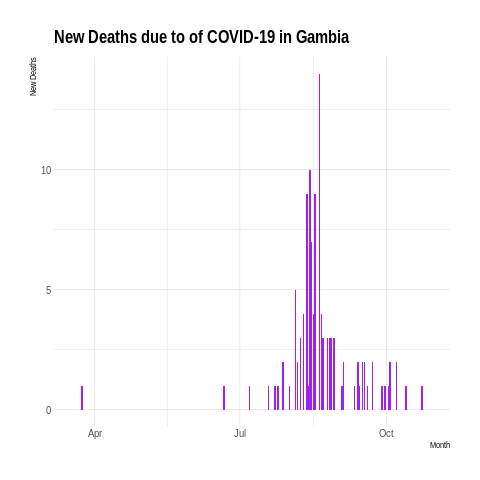 New Deaths due to of COVID-19 in Gambia
New Deaths
10
5
0
Apr Jul Oct
Month